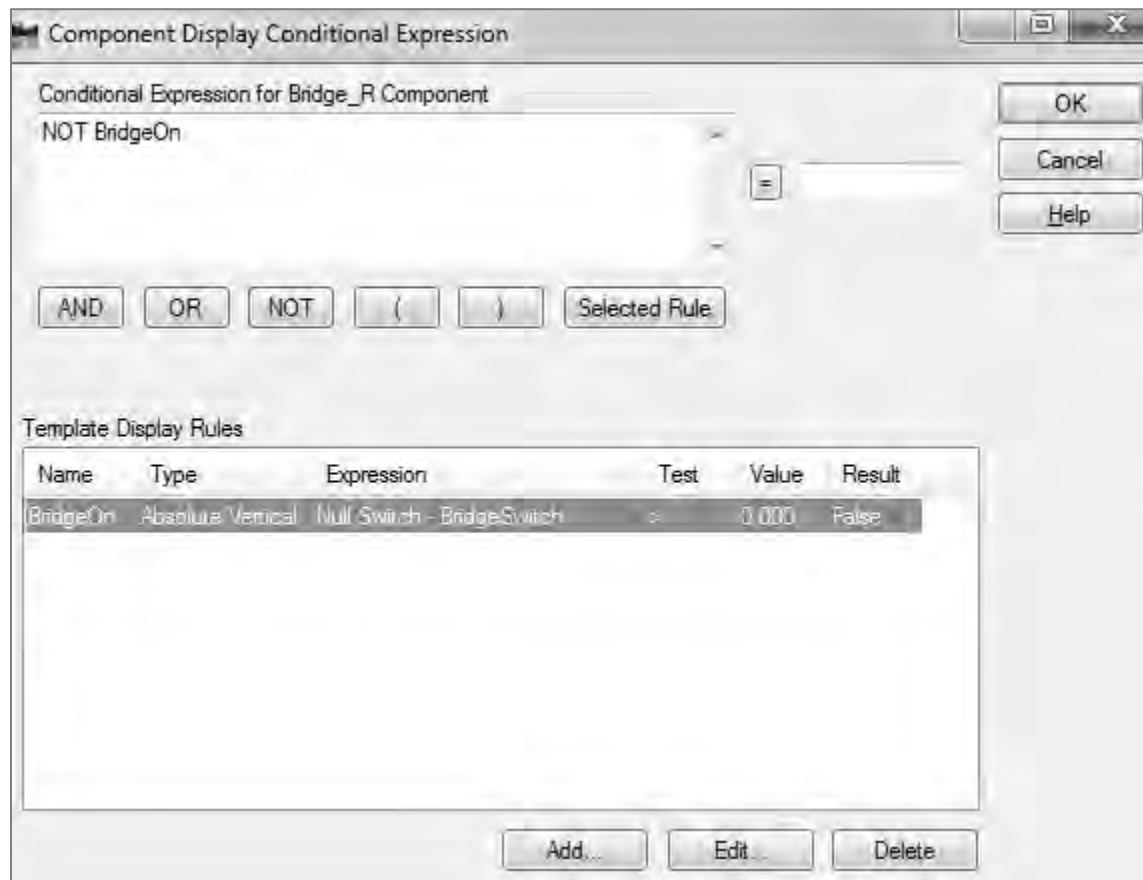 Component Display Conditional Expression
Conditional Expression for Bridge_R Component
NOT BridgeOn
=
OK
Cancel
Help
AND OR NOT ( ) Selected Rule
Template Display Rules
Name Type Expression Test Value Result
BridgeOn Absolute Vertical Null Switch - BridgeSwitch > 0.000 False
Add... Edit... Delete